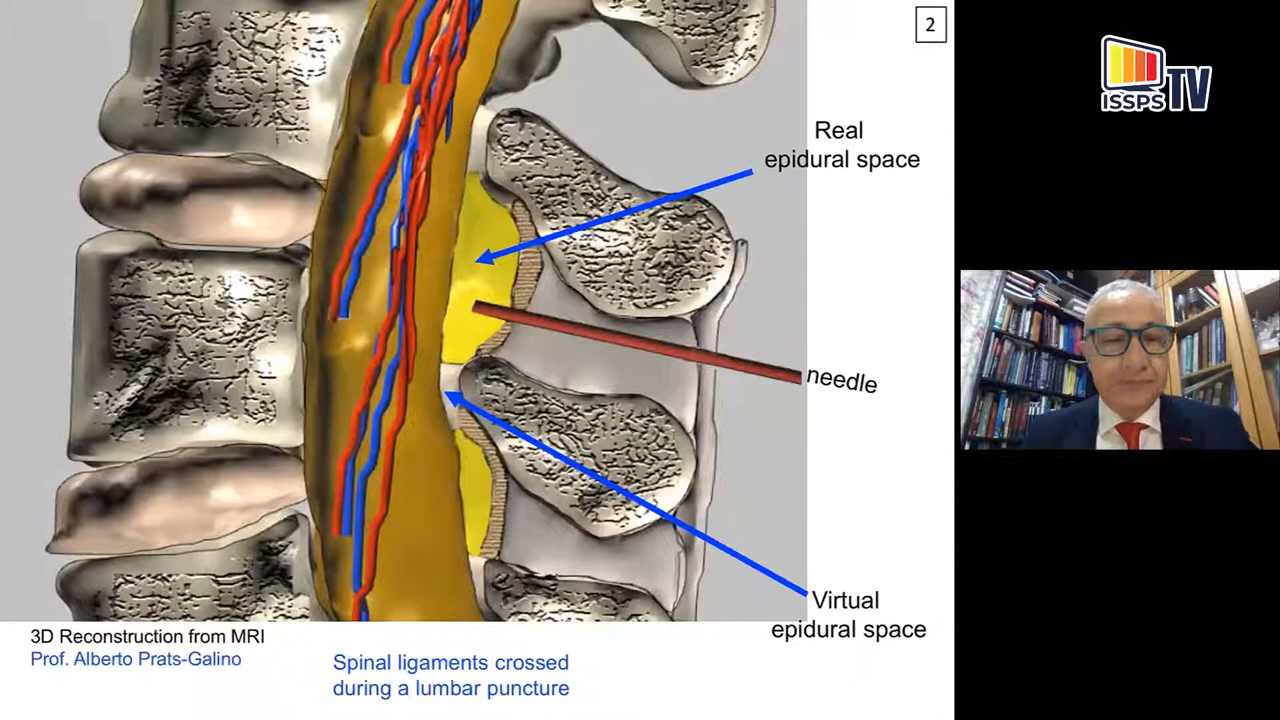 2
Real
epidural space
needle
Virtual
epidural space
3D Reconstruction from MRI
Prof. Alberto Prats-Galino
Spinal ligaments crossed
during a lumbar puncture
ISSPS TV